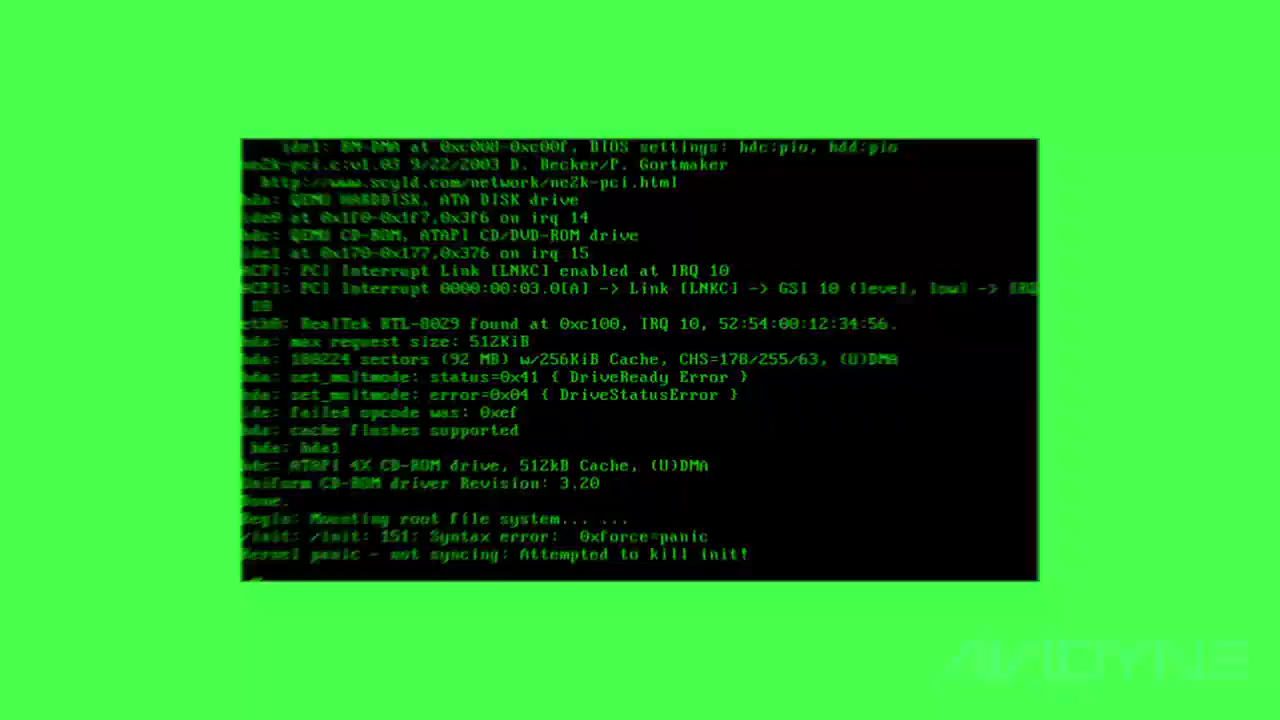 ide1: BM-DMA at 0xc008-0xc00f, BIOS settings: hdc:pio, hdd:pio
ne2k-pci.c:v1.03 9/22/2003 D. Becker/P. Gortmaker
http://www.scyld.com/network/ne2k-pci.html
hda: QEMU HARDDISK, ATA DISK drive
ide0 at 0x1f0-0x1f7,0x3f6 on irq 14
hdc: QEMU CD-ROM, ATAPI CD/DVD-ROM drive
ide1 at 0x170-0x177,0x376 on irq 15
ACPI: PCI Interrupt Link [LNKC] enabled at IRQ 10
ACPI: PCI Interrupt 0000:00:03.0[A] -> Link [LNKC] -> GSI 10 (level, low) -> IRQ
10
eth0: RealTek RTL-8029 found at 0xc100, IRQ 10, 52:54:00:12:34:56.
hda: max request size: 512KiB
hda: 180224 sectors (92 MB) w/256KiB Cache, CHS=178/255/63, (U)DMA
hda: set_multmode: status=0x41 { DriveReady Error }
hda: set_multmode: error=0x04 { DriveStatusError }
ide: failed opcode was: 0xef
hda: cache flushes supported
hda: hda1
hdc: ATAPI 4X CD-ROM drive, 512kB Cache, (U)DMA
Uniform CD-ROM driver Revision: 3.20
Done.
Begin: Mounting root file system... ...
/init: /init: 151: Syntax error:  0xforce=panic
Kernel panic - not syncing: Attempted to kill init!
AVIDYNE